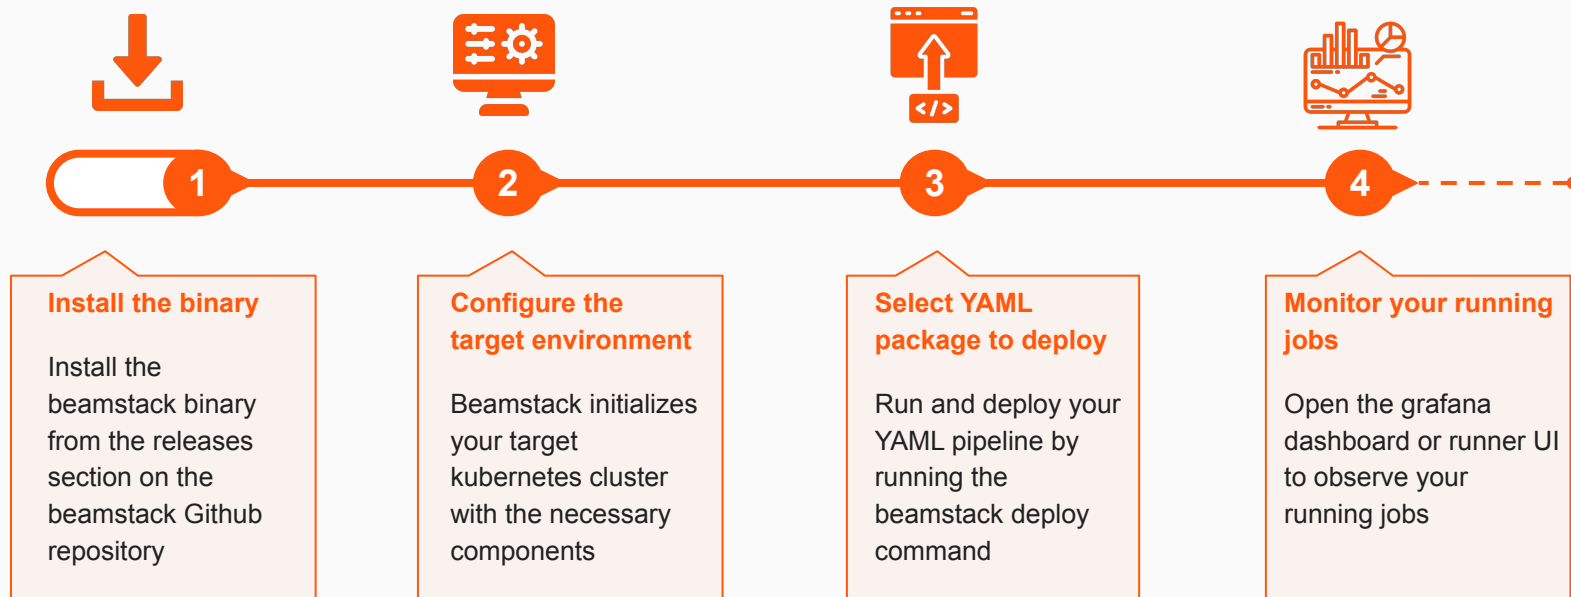 </>
1
2
3
4
Install the binary
Install the
beamstack binary
from the releases
section on the
beamstack Github
repository
Configure the
target environment
Beamstack initializes
your target
kubernetes cluster
with the necessary
components
Select YAML
package to deploy
Run and deploy your
YAML pipeline by
running the
beamstack deploy
command
Monitor your running
jobs
Open the grafana
dashboard or runner UI
to observe your
running jobs